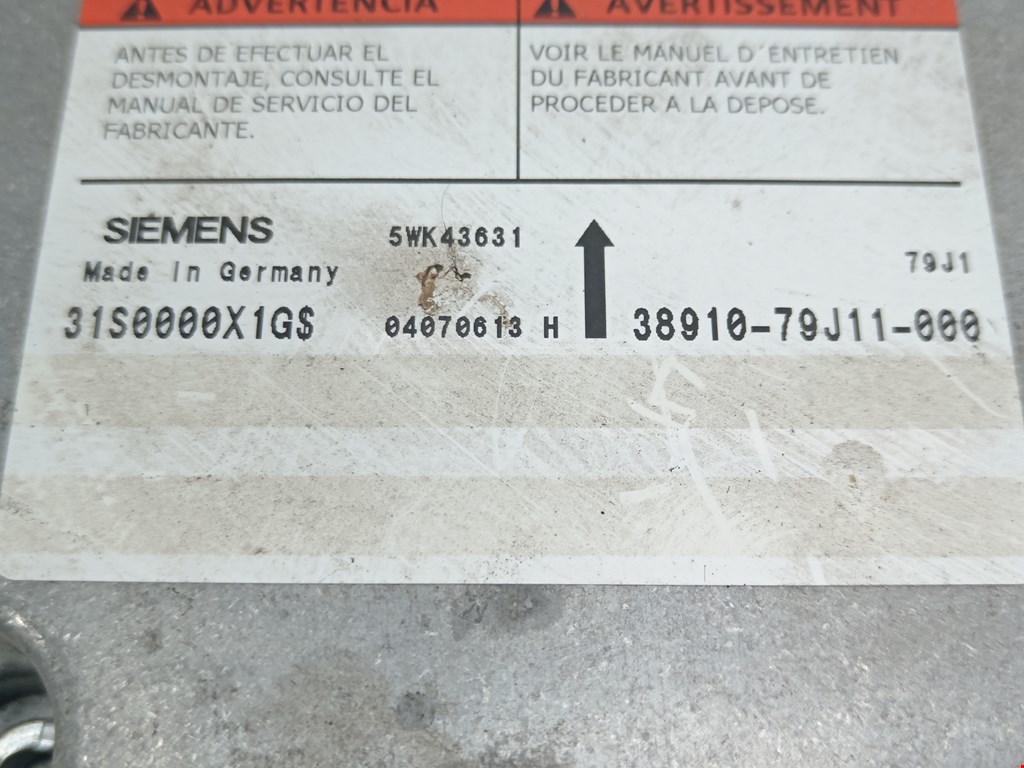 ADVERTENCIA
ANTES DE EFECTUAR EL
DESMONTAJE, CONSULTE EL
MANUAL DE SERVICIO DEL
FABRICANTE.
AVERTISSEMENT
VOIR LE MANUEL D´ENTRETIEN
DU FABRICANT AVANT DE
PROCEDER A LA DEPOSE.
SIEMENS
Made in Germany
31S0000X1G$
5WK43631
04070613 H
79J1
38910-79J11-000